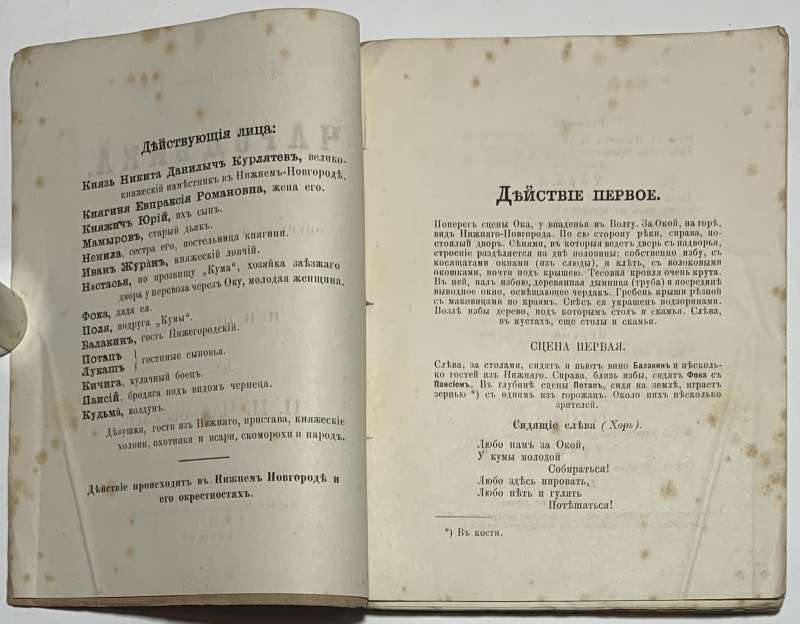 Дѣйствующія лица:
Князь Никита Данилычъ Курлятевъ, велико-
княжескій намѣстникъ въ Нижнемъ-Новгородѣ.
Княгиня Евпраксія Романовна, жена его.
Княжичъ Юрій, ихъ сынъ.
Мамыровъ, старый дьякъ.
Ненила, сестра его, постельница княгини.
Иванъ Журанъ, княжескій ловчій.
Настасья, по прозвищу „Кума“, хозяйка заѣзжаго
двора у перевоза черезъ Оку, молодая женщина.
Фока, дядя ея.
Поля, подруга „Кумы“.
Балакинъ, гость Нижегородскій.
Потапъ
Лукашъ } гостиные сыновья.
Кичига, кулачный боецъ.
Паисій, бродяга подъ видомъ чернеца.
Кудьма, колдунъ.
Дѣвушки, гости изъ Нижняго, пристава, княжескіе
холопи, охотники и псари, скоморохи и народъ.
Дѣйствіе происходитъ въ Нижнемъ Новгородѣ и
его окрестностяхъ.
ДѢЙСТВІЕ ПЕРВОЕ.
Поперегъ сцены Ока, у впаденья въ Волгу. За Окой, на горѣ,
видъ Нижняго-Новгорода. По сю сторону рѣки, справа, по-
стоялый дворъ. Сѣнями, въ которыя ведетъ дверь съ надворья,
строеніе раздѣляется на двѣ половины: собственно избу, съ
косящатами окнами (изъ слюды), и клѣть, съ волоковыми
окошками, почти подъ крышею. Тесовая кровля очень крута.
Въ ней, надъ избою, деревянная дымница (труба) и посрединѣ
выводное окно, освѣщающее чердакъ. Гребень крыши рѣзной
съ маковицами по краямъ. Свѣсъ ея украшенъ подзоринами.
Возлѣ избы дерево, подъ которымъ столъ и скамья. Слѣва,
въ кустахъ, еще столы и скамьи.
СЦЕНА ПЕРВАЯ.
Слѣва, за столами, сидятъ и пьютъ вино Балакинъ и нѣсколь-
ко гостей изъ Нижняго. Справа, близь избы, сидятъ Фока съ
Паисіемъ. Въ глубинѣ сцены Потапъ, сидя на землѣ, играетъ
зернью *) съ однимъ изъ горожанъ. Около нихъ нѣсколько
зрителей.
Сидящіе слѣва (Хоръ).
Любо намъ за Окой,
У кумы молодой
Собираться!
Любо здѣсь пировать,
Любо пѣть и гулять
Потѣшаться!
*) Въ кости.